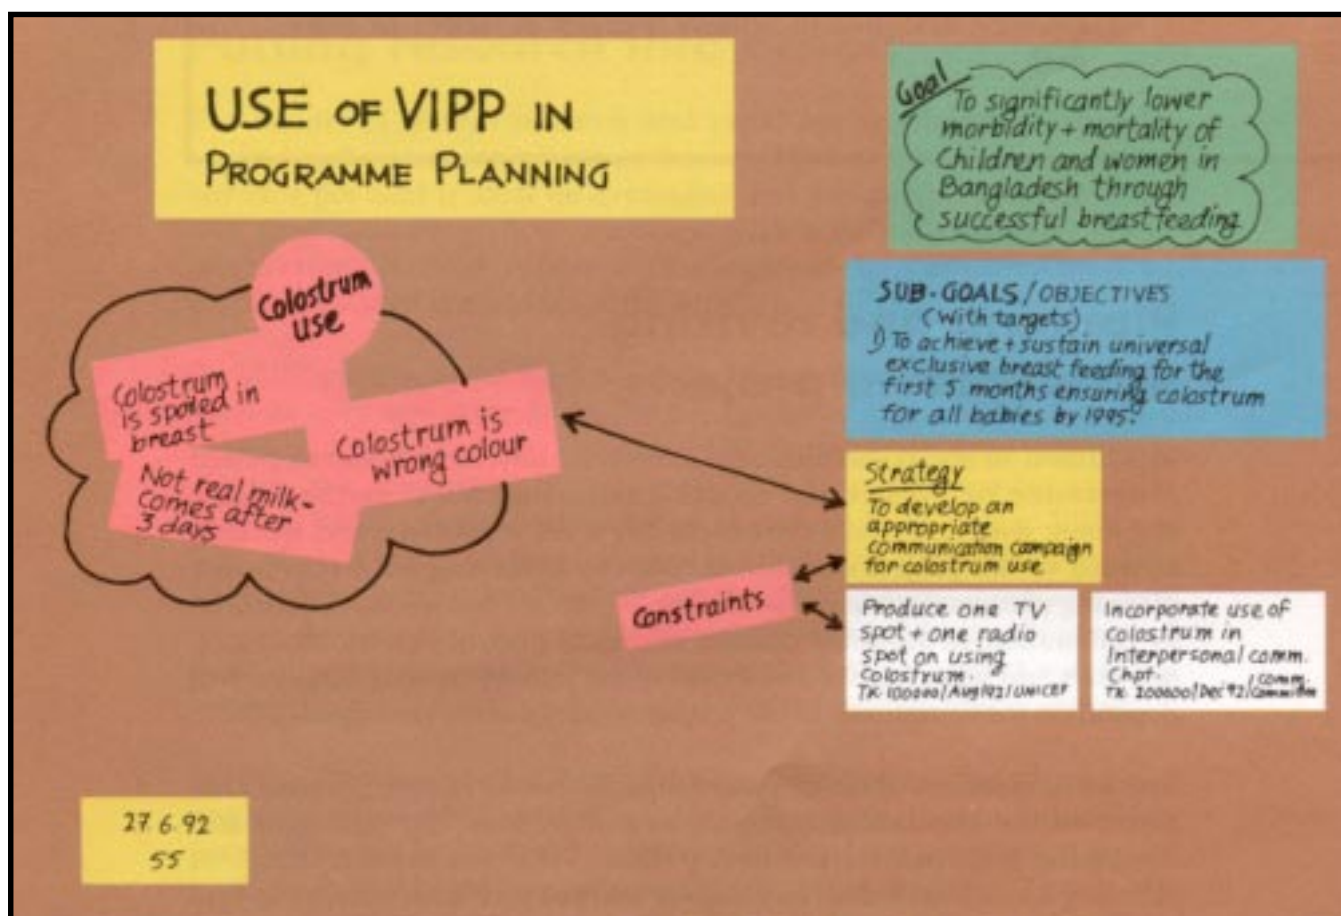 USE OF VIPP IN
PROGRAMME PLANNING
Goal
To significantly lower
morbidity + mortality of
Children and women in
Bangladesh through
successful breast feeding
SUB-GOALS/OBJECTIVES
(With targets)
1) To achieve + sustain universal
exclusive breast feeding for the
first 5 months ensuring colostrum
for all babies by 1995.
Colostrum
use
Colostrum
is spoiled in
breast
Colostrum is
wrong colour
Not real milk-
comes after
3 days
Strategy
To develop an
appropriate
communication campaign
for colostrum use
Constraints
Produce one TV
spot + one radio
spot on using
Colostrum.
TK 100000/Aug/92/UNICEF
Incorporate use of
colostrum in
Interpersonal comm.
Chpt.
TK 200000/Dec 92/Comm. Committee
27.6.92
55